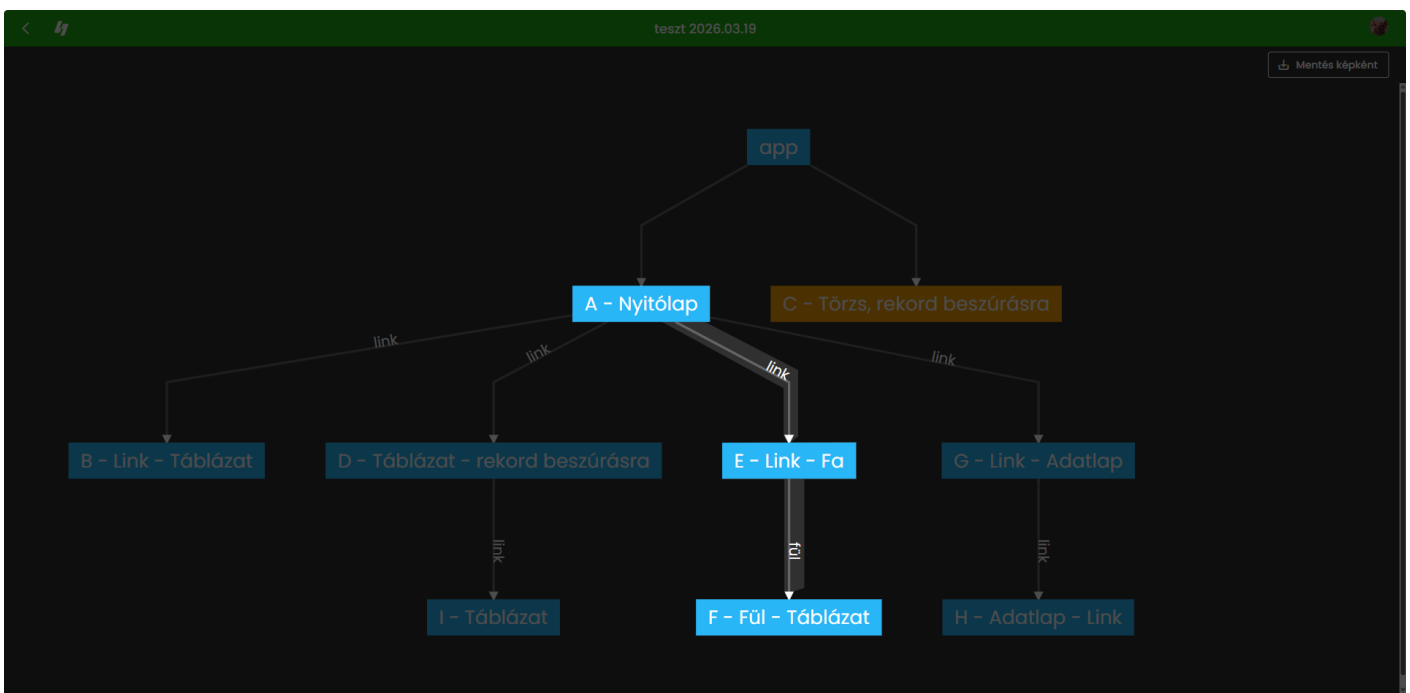 teszt 2026.03.19
Mentés képként
app
A - Nyitólap
C - Törzs, rekord beszúrásra
link
link
link
link
B - Link - Táblázat
D - Táblázat - rekord beszúrásra
E - Link - Fa
G - Link - Adatlap
link
fül
link
I - Táblázat
F - Fül - Táblázat
H - Adatlap - Link